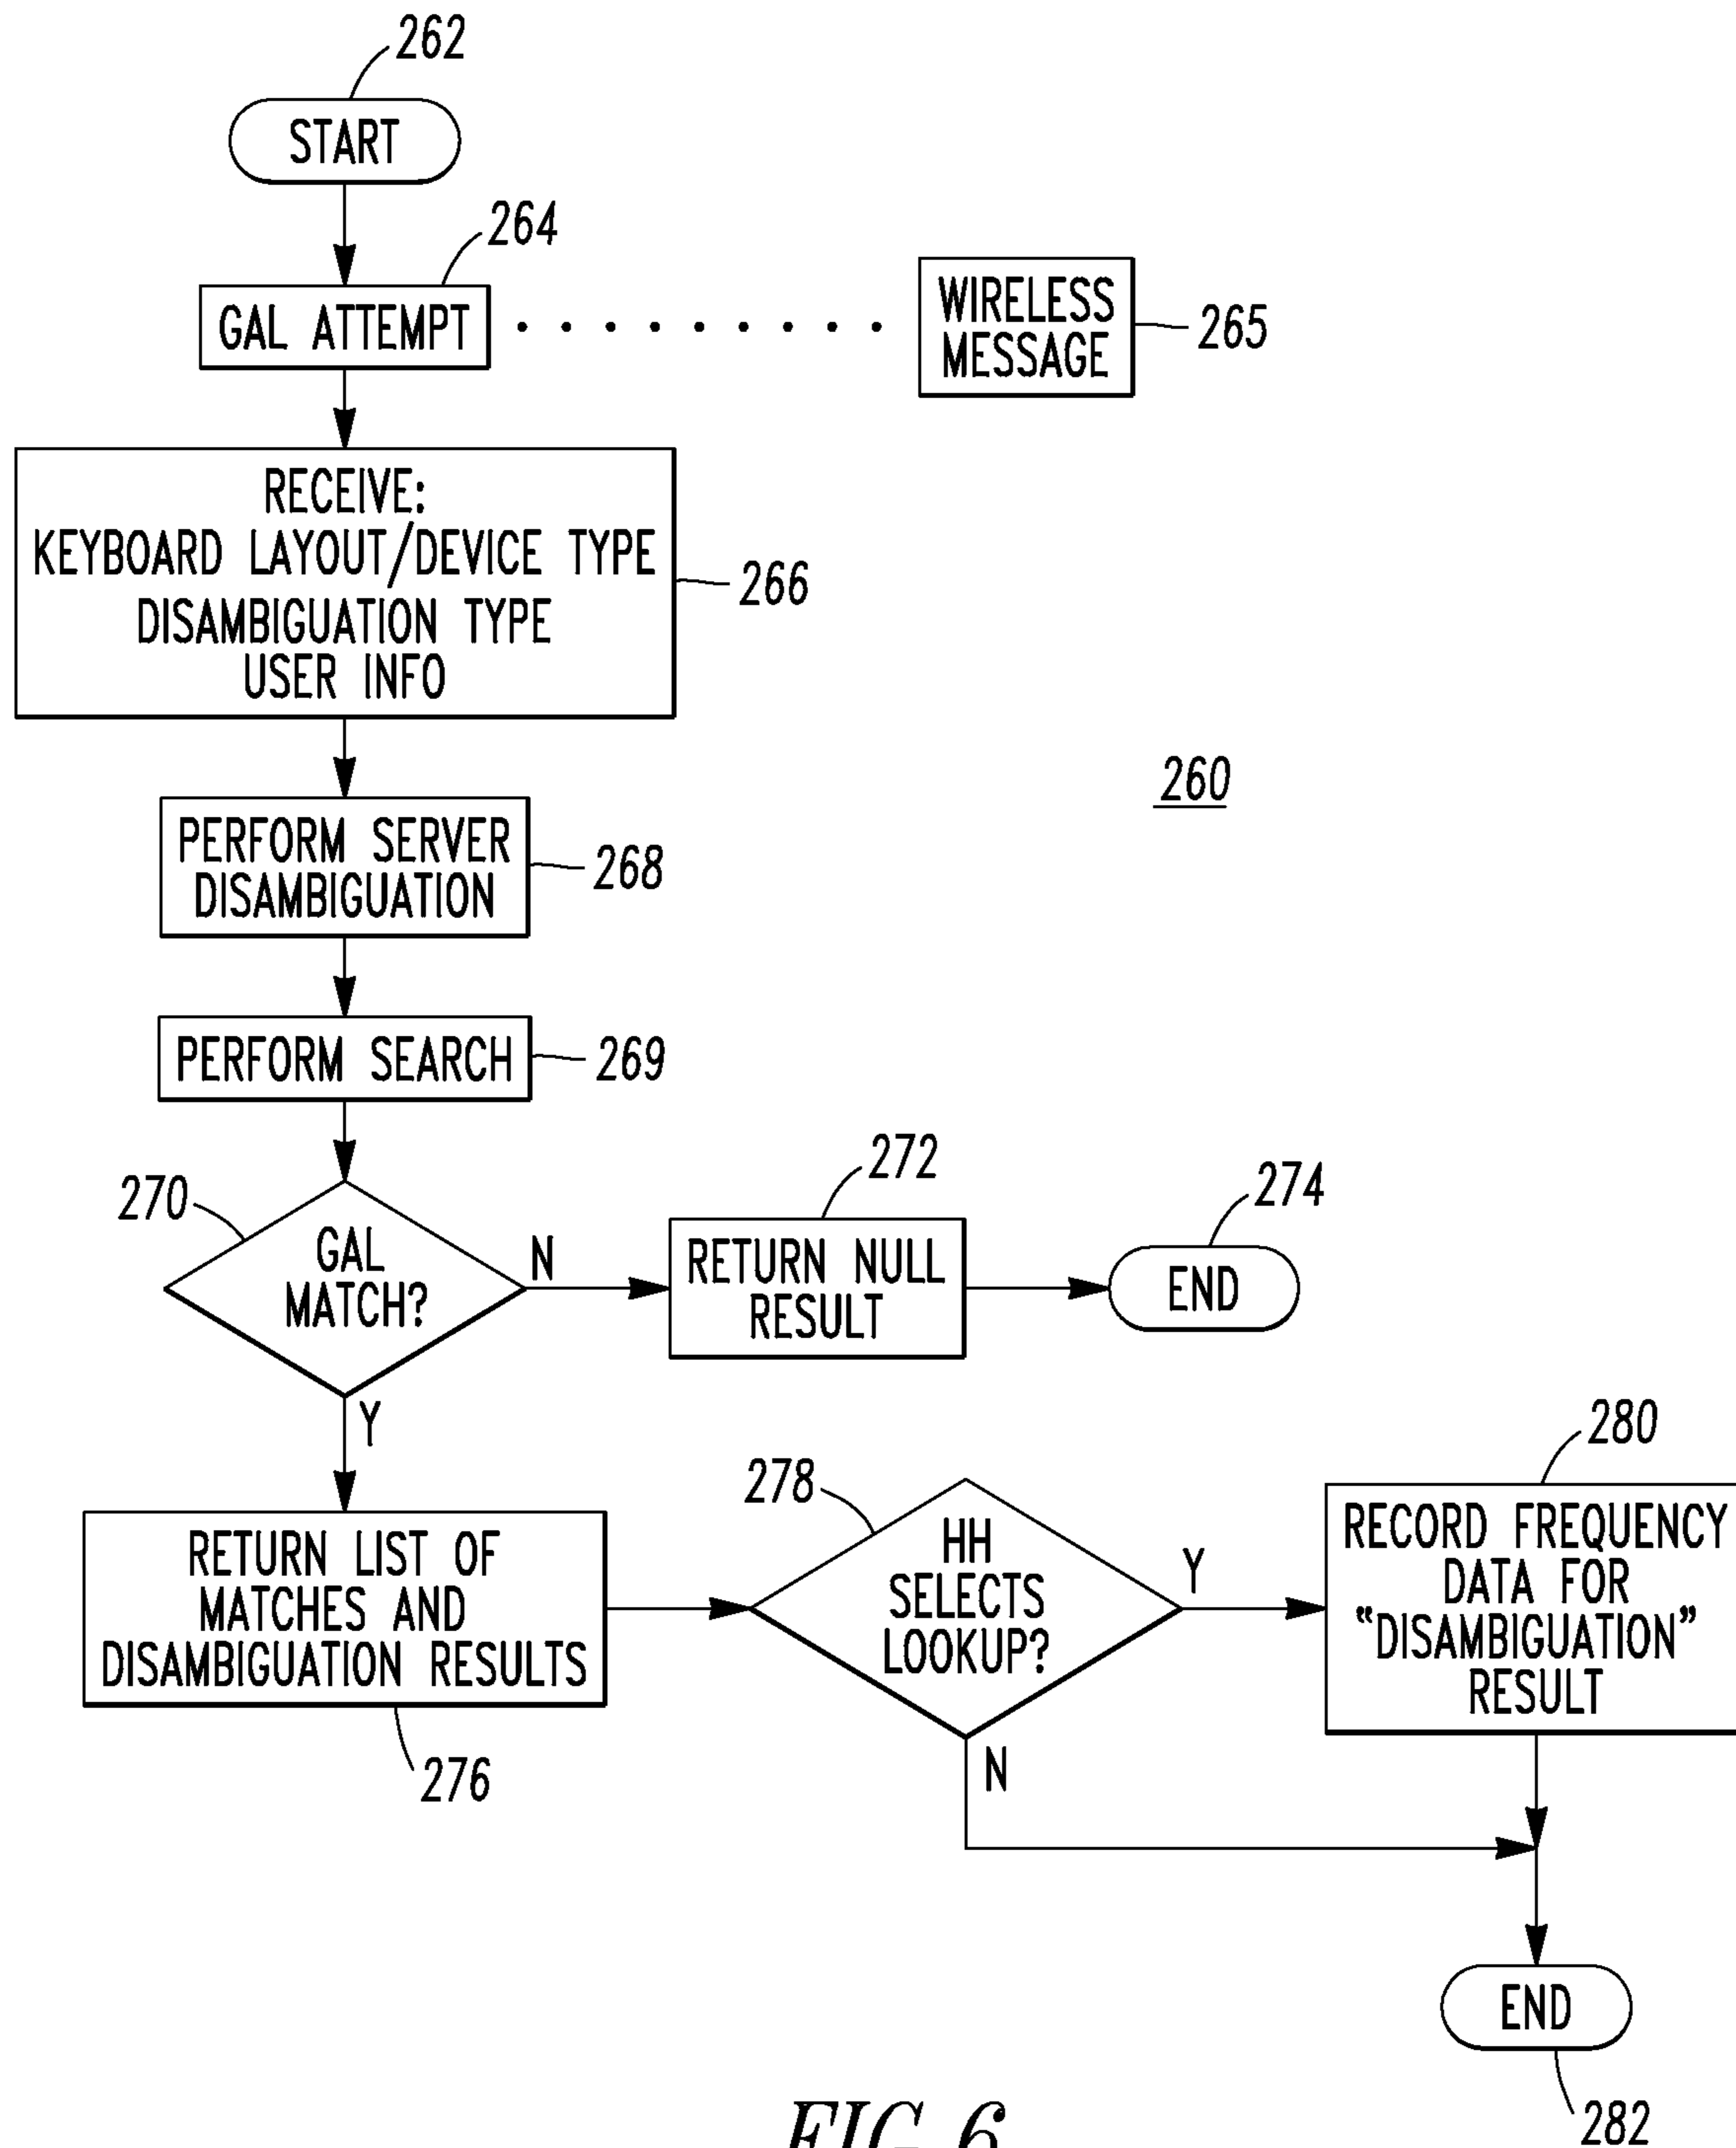 262
START
264
GAL ATTEMPT
WIRELESS
MESSAGE
265
RECEIVE:
KEYBOARD LAYOUT/DEVICE TYPE
DISAMBIGUATION TYPE
USER INFO
266
260
PERFORM SERVER
DISAMBIGUATION
268
PERFORM SEARCH
269
270
GAL
MATCH?
N
272
RETURN NULL
RESULT
274
END
Y
276
RETURN LIST OF
MATCHES AND
DISAMBIGUATION RESULTS
278
HH
SELECTS
LOOKUP?
Y
N
280
RECORD FREQUENCY
DATA FOR
“DISAMBIGUATION”
RESULT
END
282
FIG.6